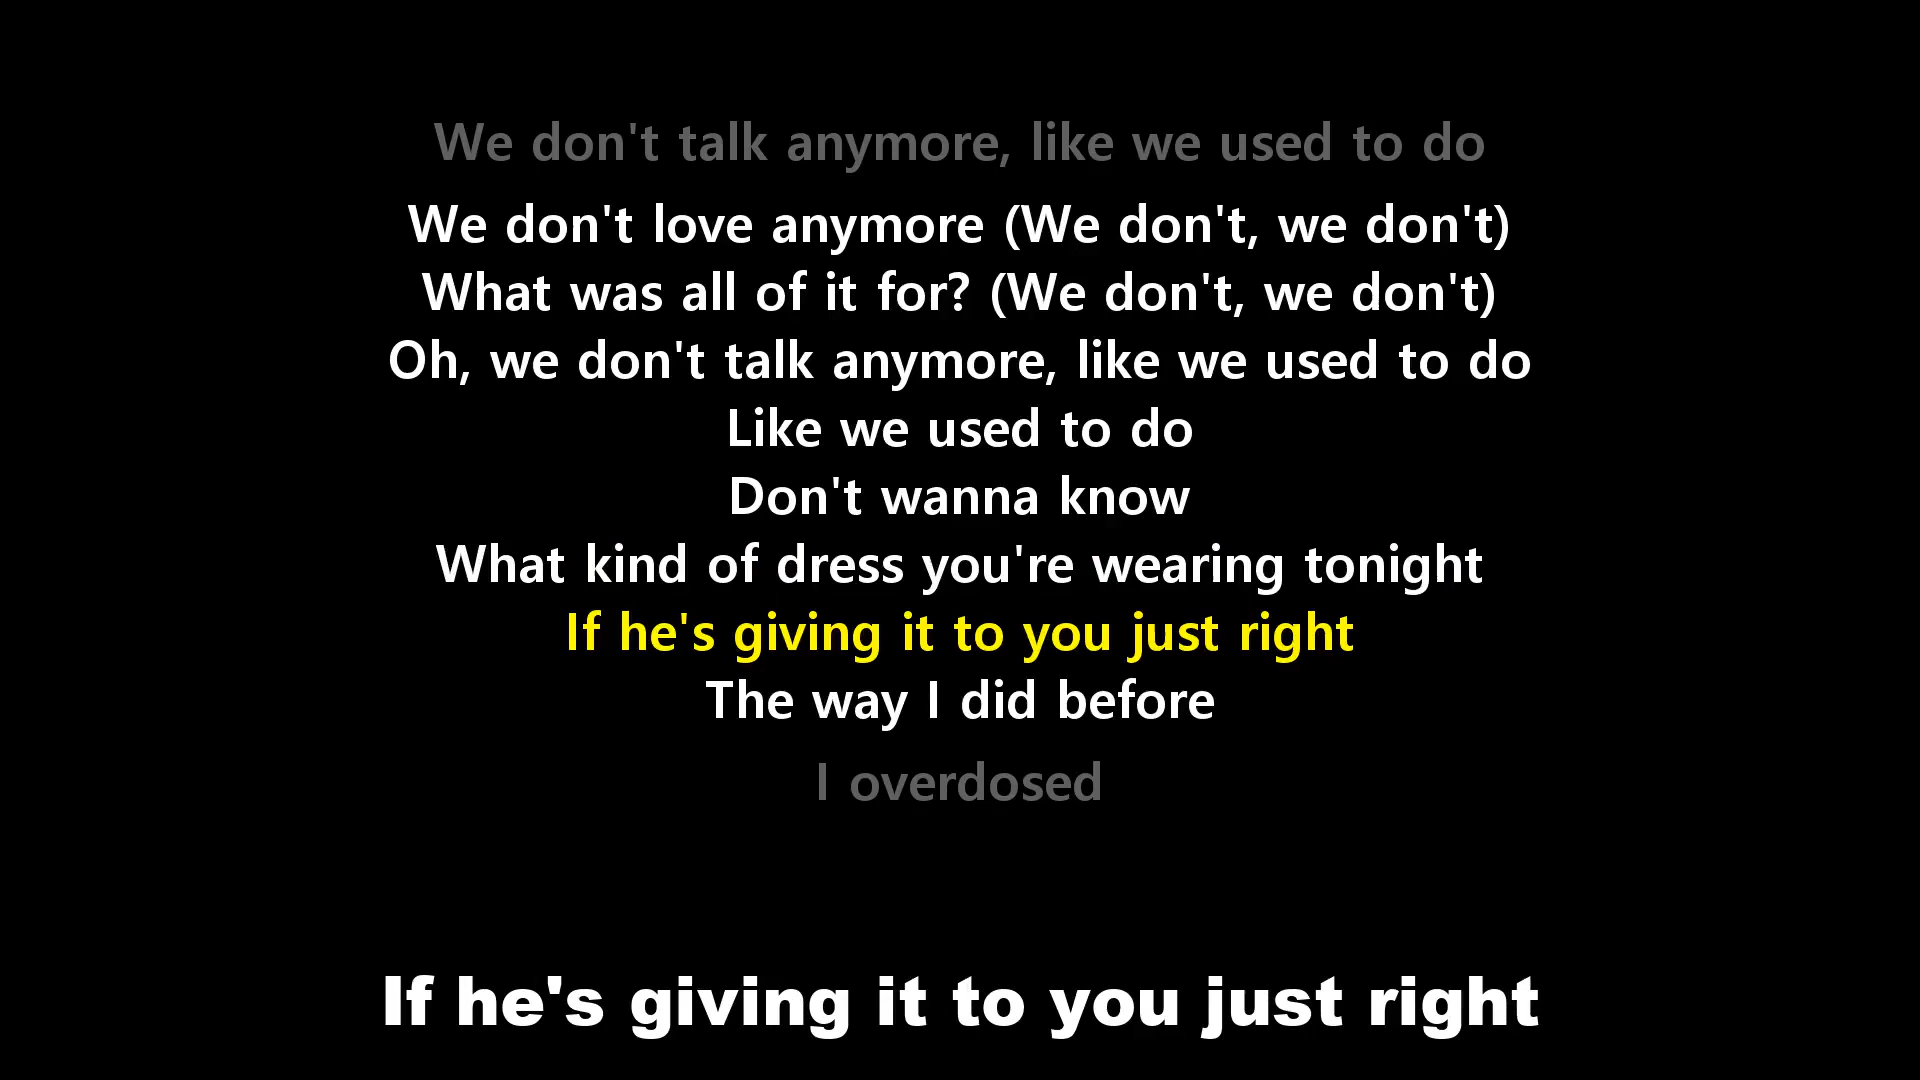 We don't talk anymore, like we used to do
We don't love anymore (We don't, we don't)
What was all of it for? (We don't, we don't)
Oh, we don't talk anymore, like we used to do
Like we used to do
Don't wanna know
What kind of dress you're wearing tonight
If he's giving it to you just right
The way I did before
I overdosed
If he's giving it to you just right